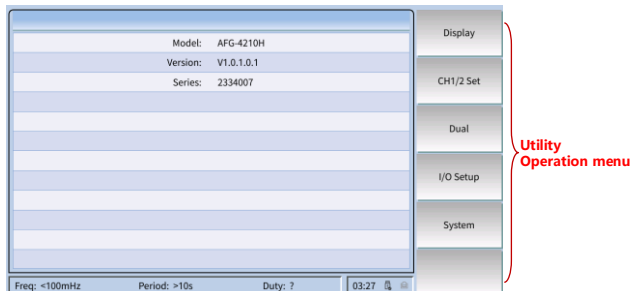 Display
Model: AFG-4210H
Version: V1.0.1.0.1
Series: 2334007
CH1/2 Set
Dual
Utility
Operation menu
I/O Setup
System
Freq: <100mHz Period: >10s Duty: ? 03:27